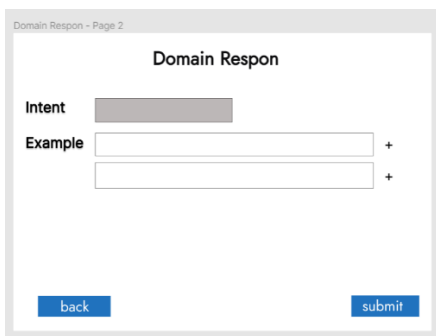 Domain Respon - Page 2
Domain Respon
Intent
Example +
+
back submit